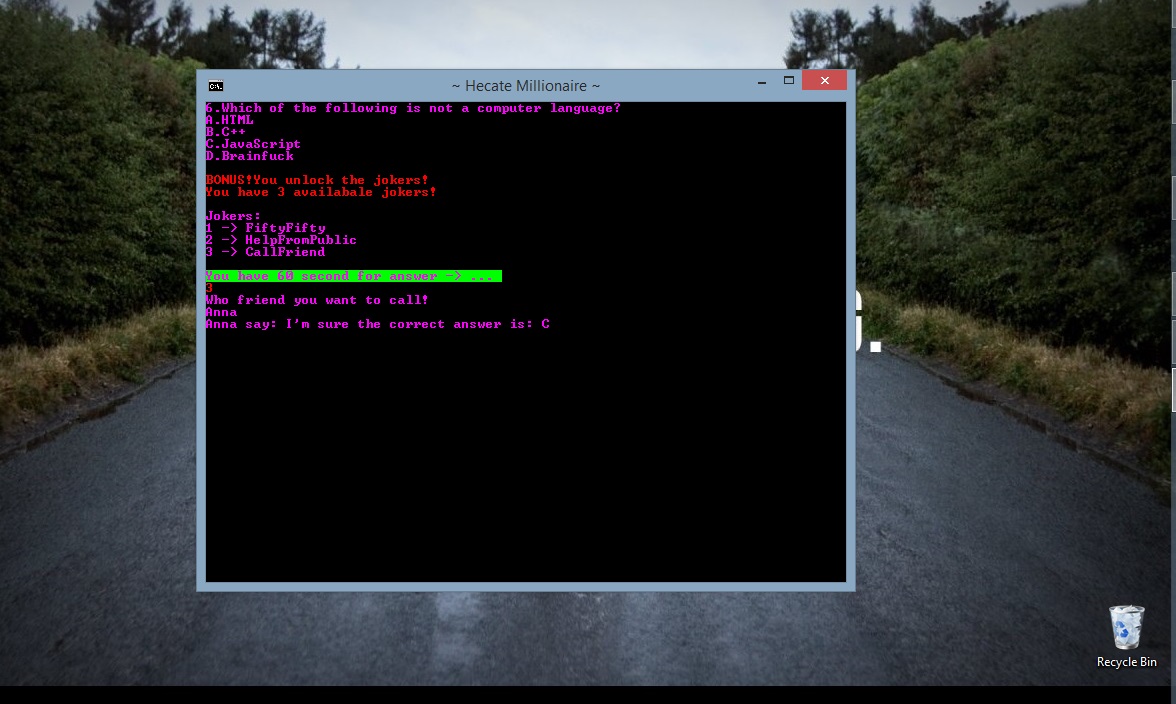 ~ Hecate Millionaire ~
6.Which of the following is not a computer language?
A.HTML
B.C++
C.JavaScript
D.Brainfuck
BONUS!You unlock the jokers!
You have 3 availabale jokers!
Jokers:
1 -> FiftyFifty
2 -> HelpFromPublic
3 -> CallFriend
You have 60 second for answer -> ...
3
Who friend you want to call!
Anna
Anna say: I'm sure the correct answer is: C
Recycle Bin